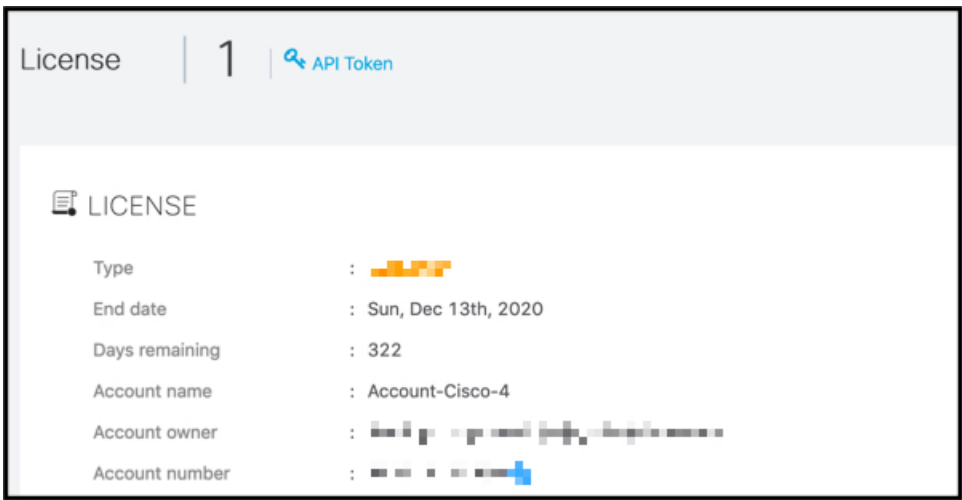 License 1 API Token
LICENSE
Type :
End date : Sun, Dec 13th, 2020
Days remaining : 322
Account name : Account-Cisco-4
Account owner :
Account number :